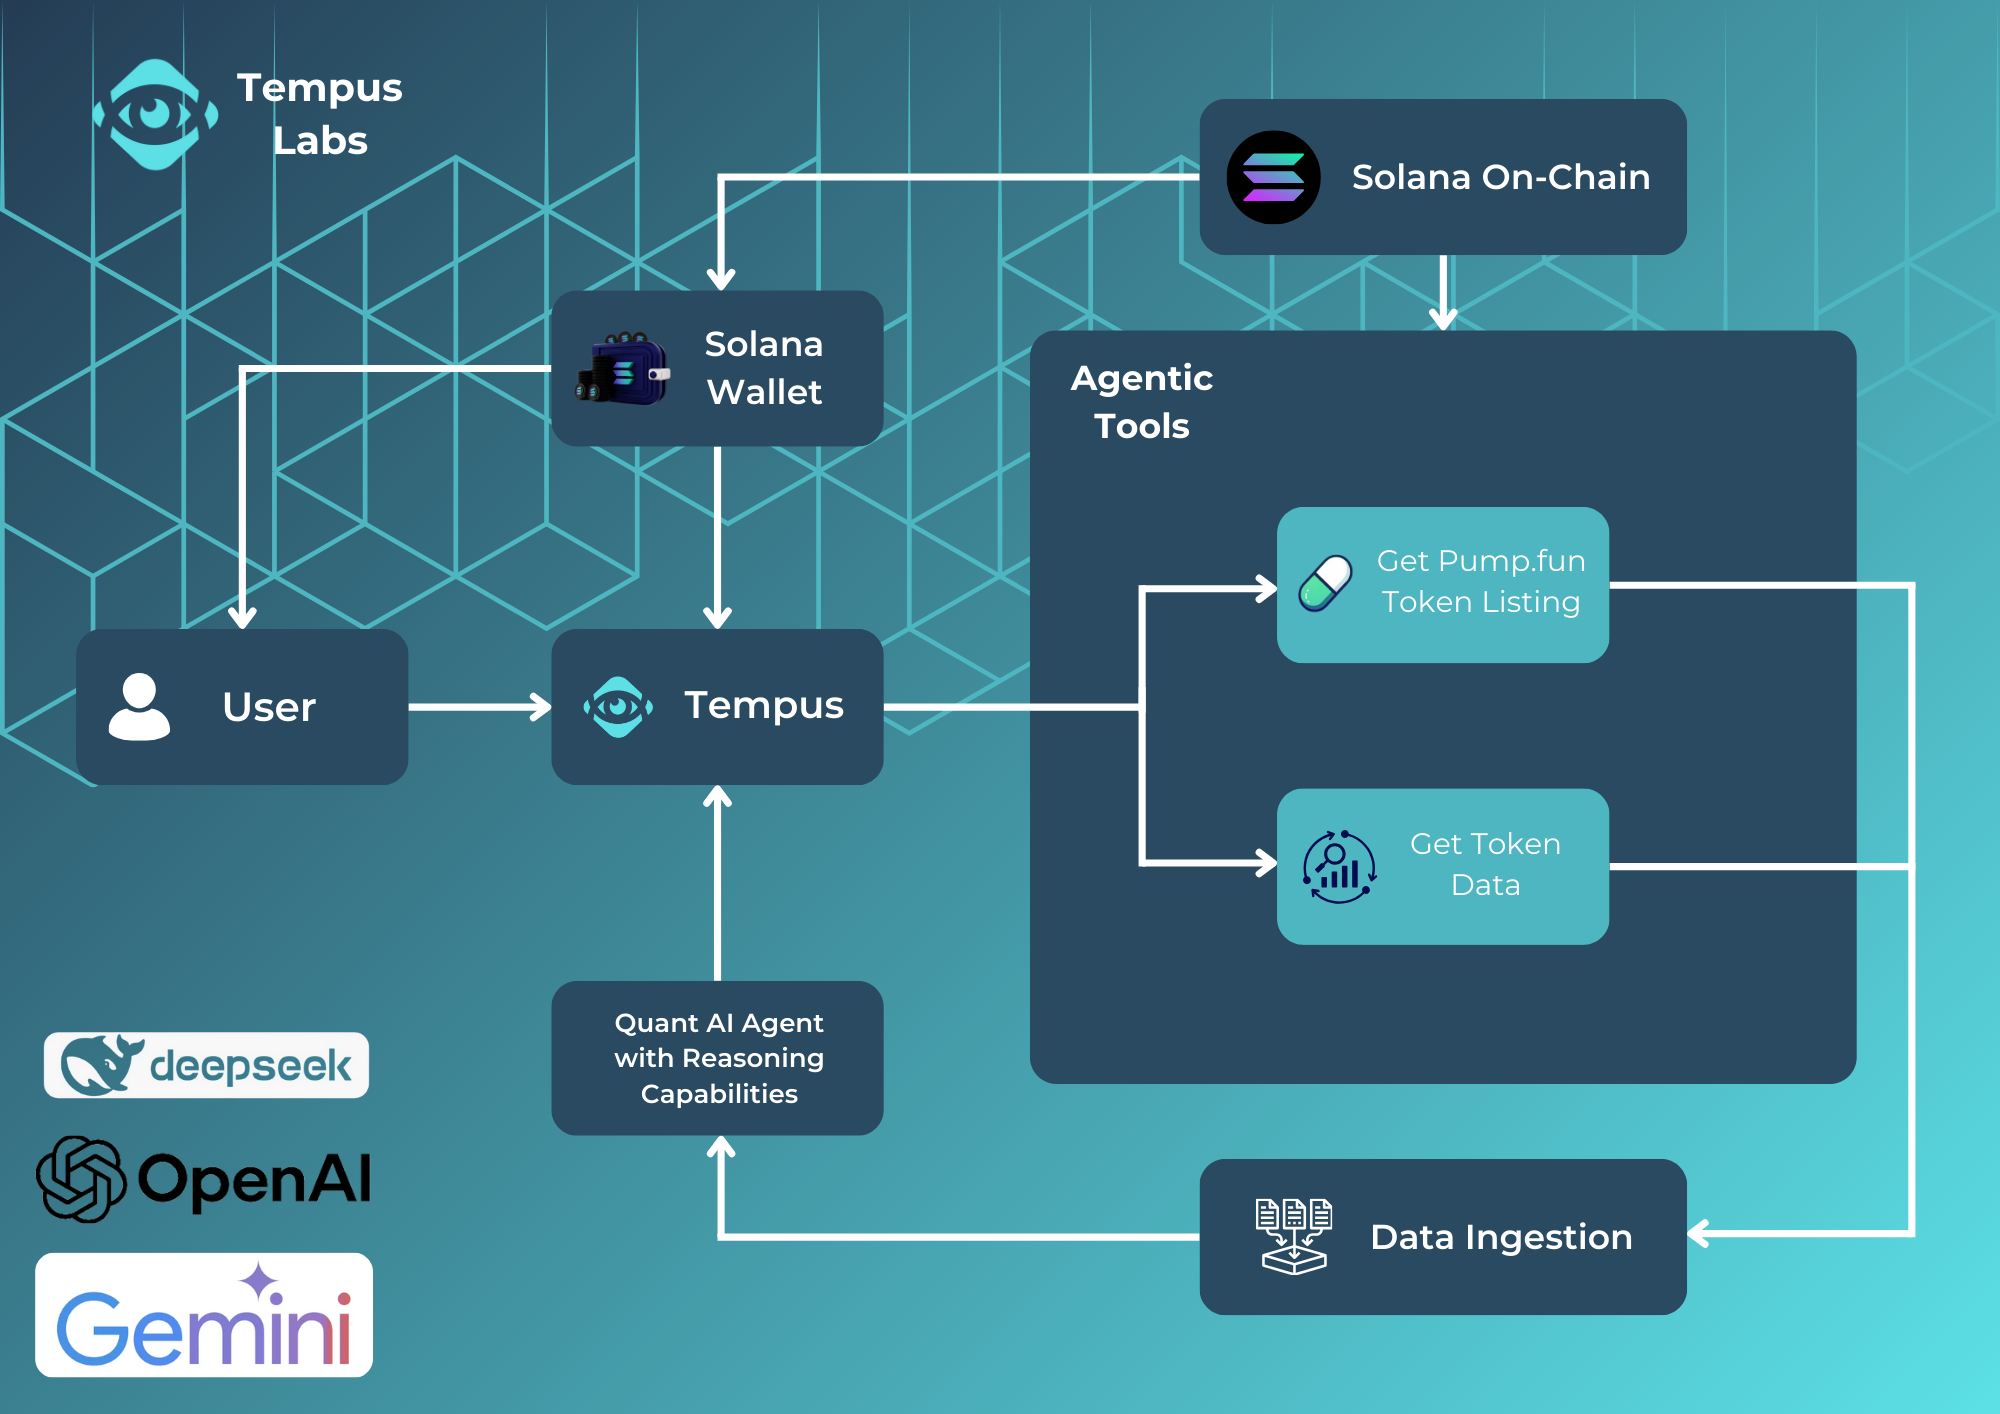 Tempus
Labs
Solana On-Chain
Solana
Wallet
Agentic
Tools
Get Pump.fun
Token Listing
User
Tempus
Get Token
Data
Quant AI Agent
with Reasoning
Capabilities
deepseek
OpenAI
Gemini
Data Ingestion